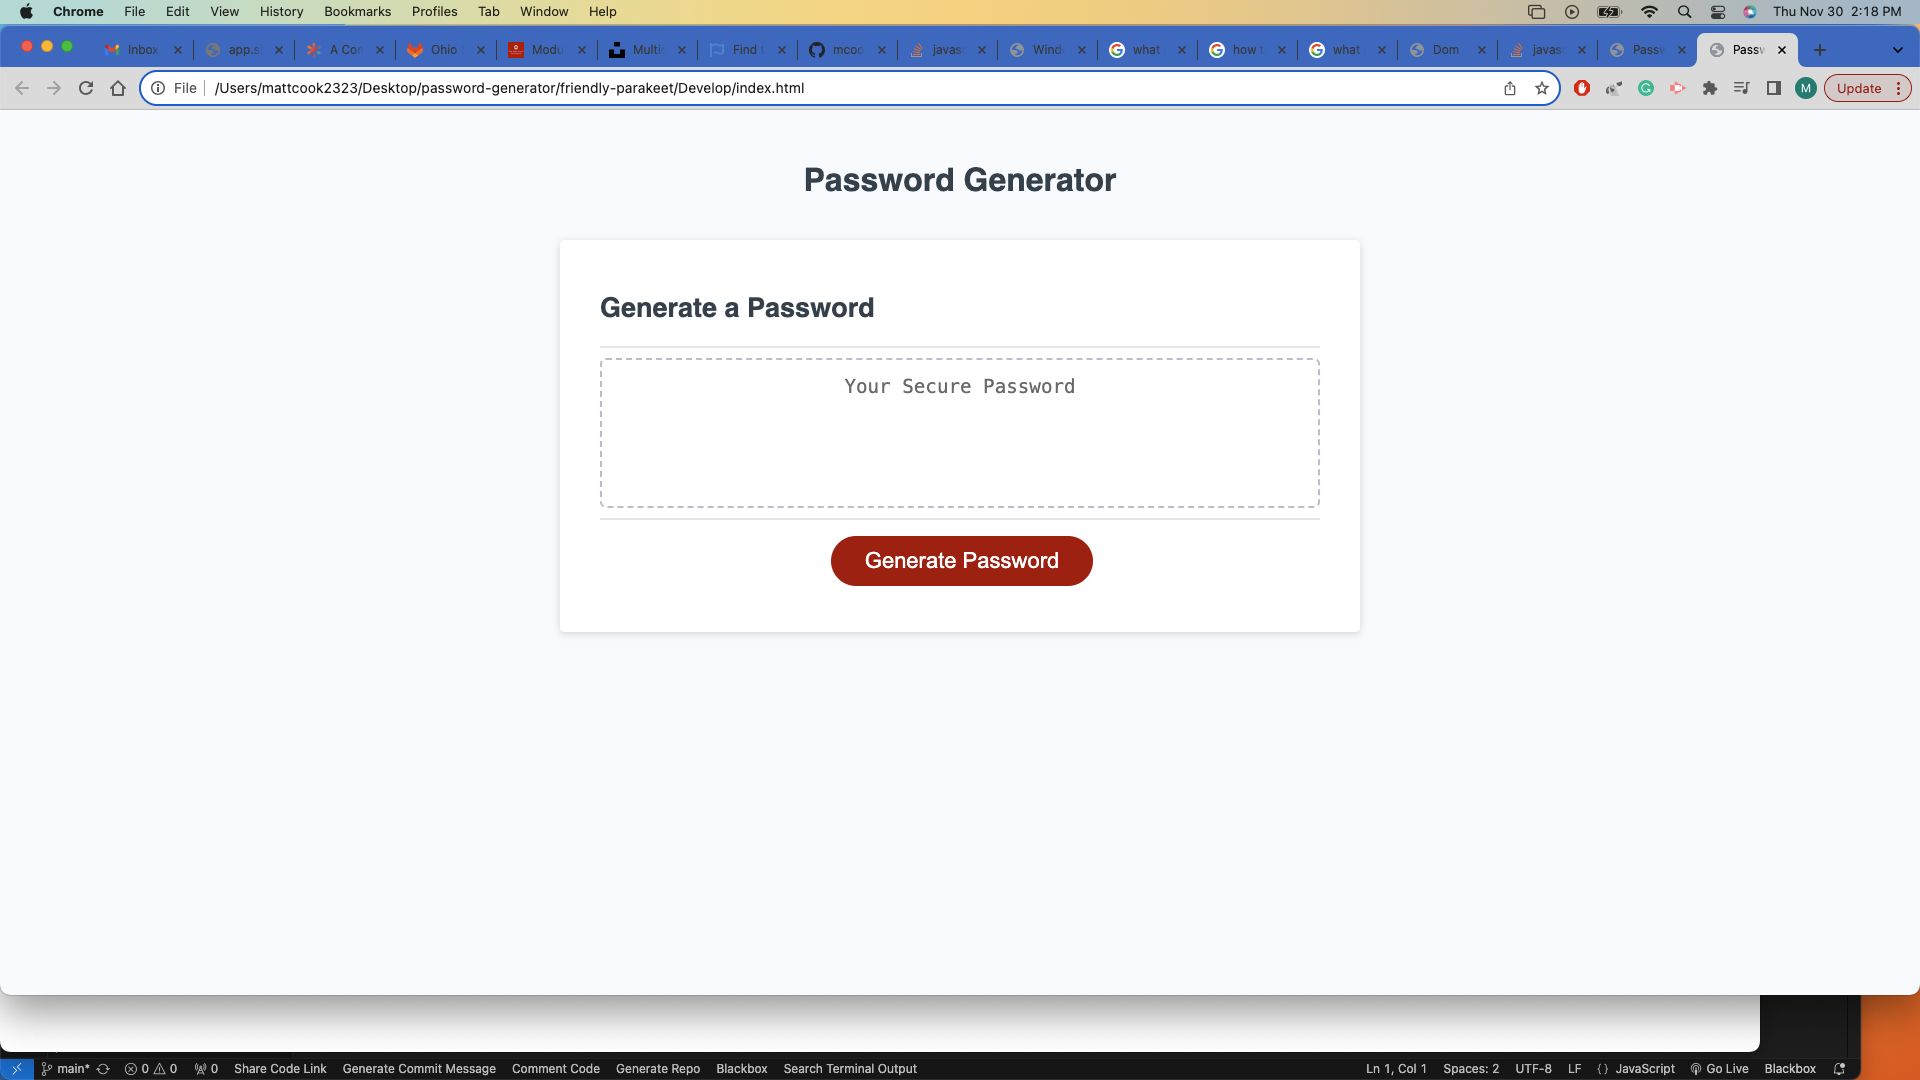 Chrome File Edit View History Bookmarks Profiles Tab Window Help Thu Nov 30 2:18 PM
Inbox app.s A Con Ohio Modu Multi Find mcoo javas Wind what how t what Dom javas Passw Passw
File /Users/mattcook2323/Desktop/password-generator/friendly-parakeet/Develop/index.html M Update
Password Generator
Generate a Password
Your Secure Password
Generate Password
main* 0 0 0 Share Code Link Generate Commit Message Comment Code Generate Repo Blackbox Search Terminal Output Ln 1, Col 1 Spaces: 2 UTF-8 LF {} JavaScript Go Live Blackbox